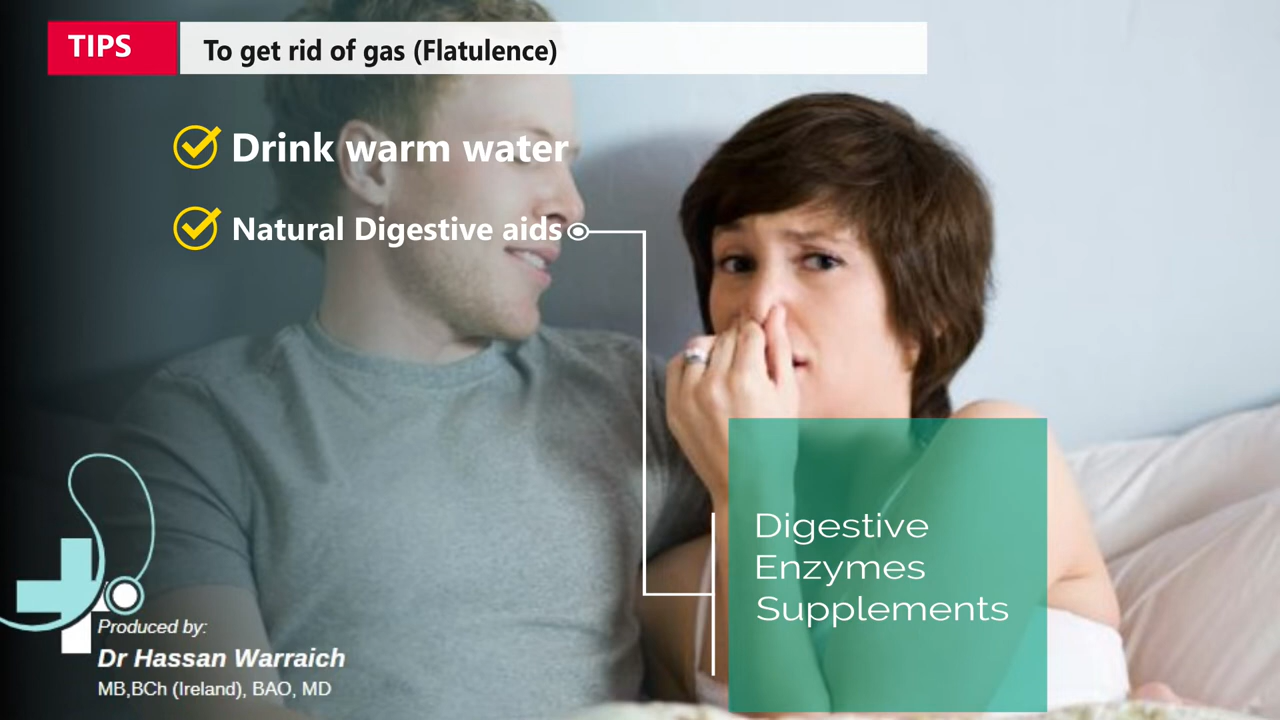 TIPS
To get rid of gas (Flatulence)
Drink warm water
Natural Digestive aids
Digestive
Enzymes
Supplements
Produced by:
Dr Hassan Warraich
MB,BCh (Ireland), BAO, MD